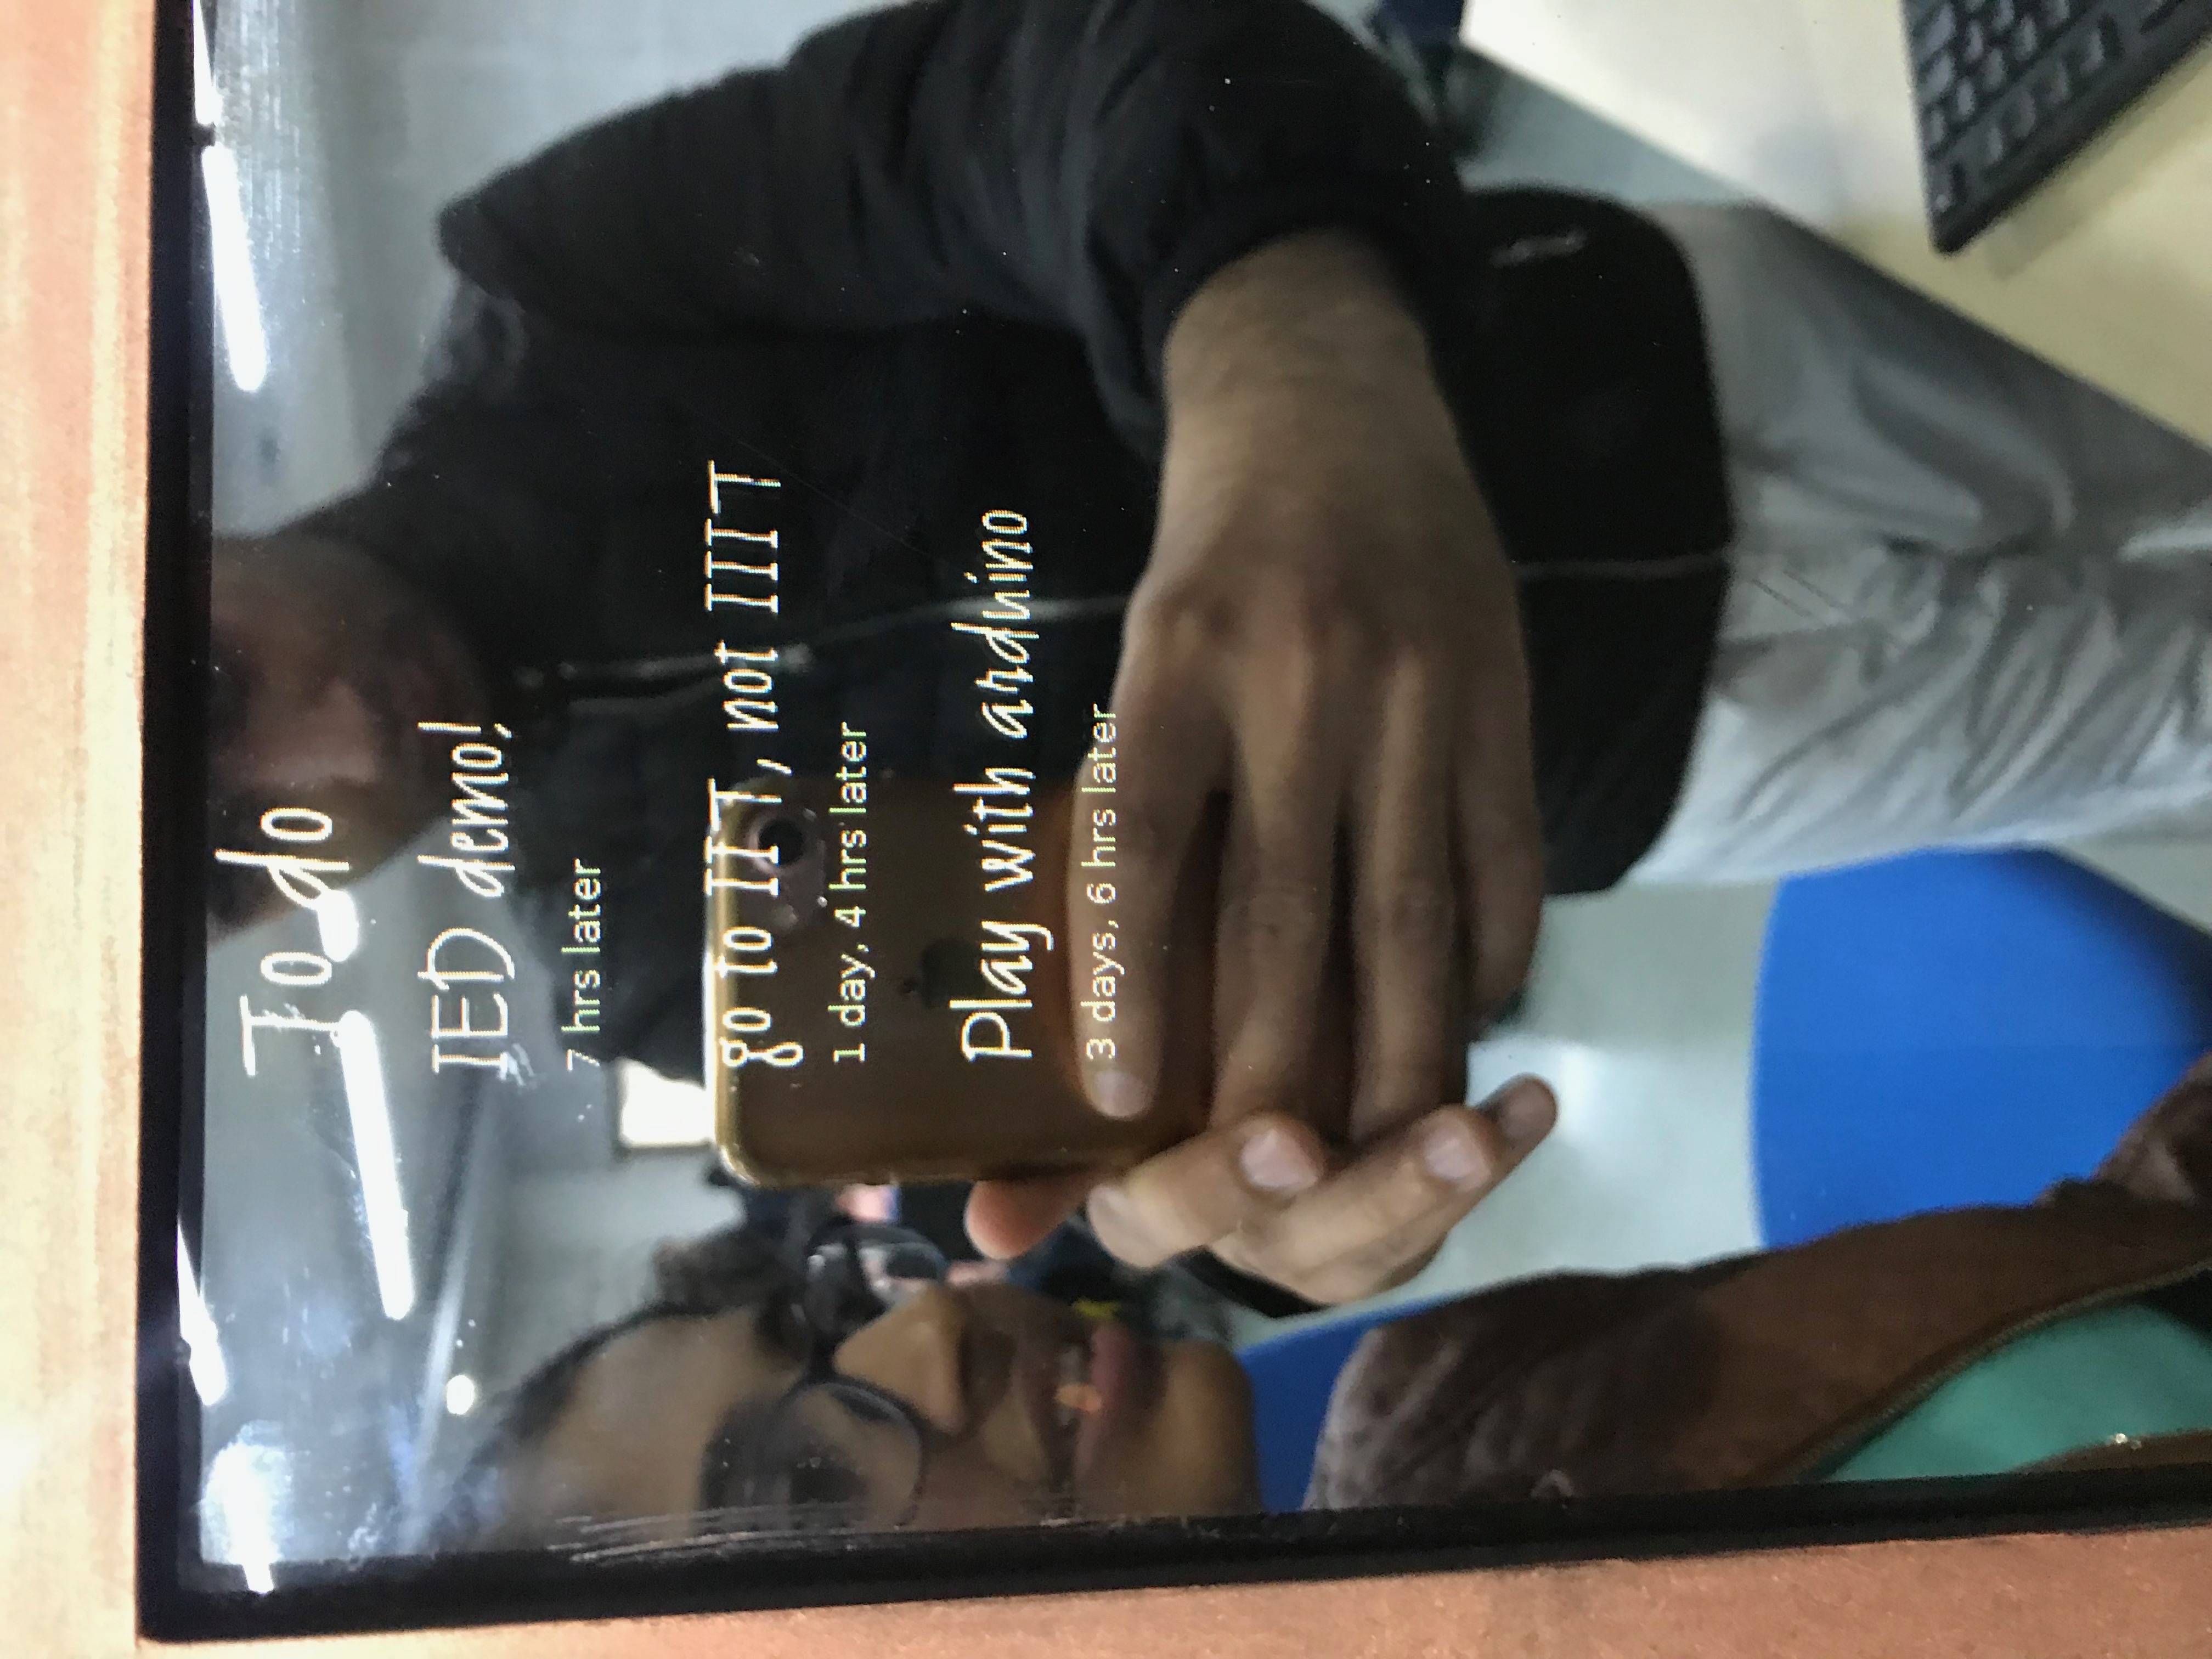 To do
IED demo!
7 hrs later
go to IIT, not IIIT
1 day, 4 hrs later
Play with arduino
3 days, 6 hrs later